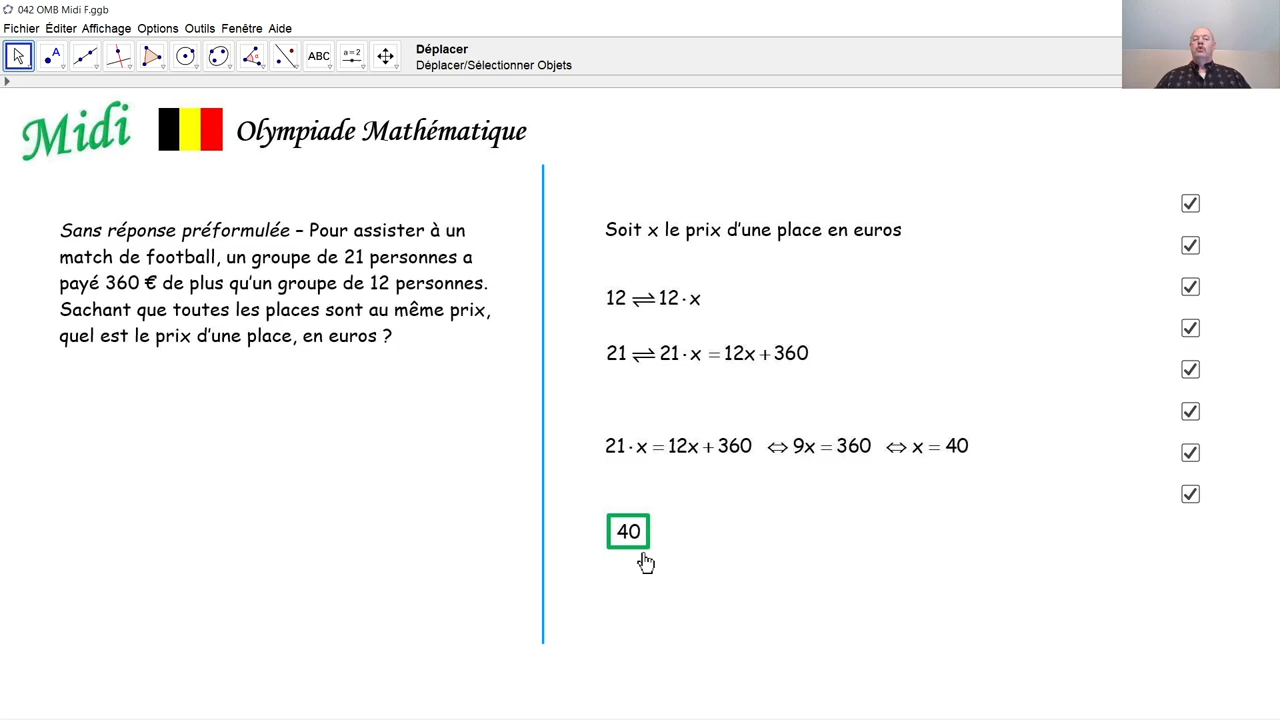 042 OMB Midi F.ggb
Fichier Éditer Affichage Options Outils Fenêtre Aide
A
ABC
a=2
Déplacer
Déplacer/Sélectionner Objets
Midi
Olympiade Mathématique
Sans réponse préformulée – Pour assister à un
match de football, un groupe de 21 personnes a
payé 360 € de plus qu'un groupe de 12 personnes.
Sachant que toutes les places sont au même prix,
quel est le prix d'une place, en euros ?
Soit x le prix d'une place en euros
12 ⇌ 12 · x
21 ⇌ 21 · x = 12x + 360
21 · x = 12x + 360 ⇔ 9x = 360 ⇔ x = 40
40